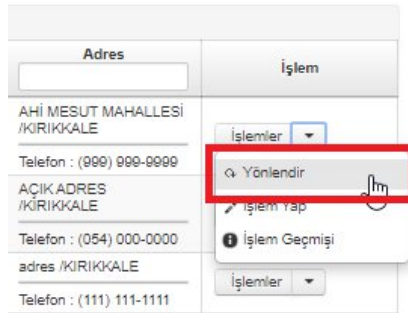 Adres
İşlem
AHİ MESUT MAHALLESİ
/KIRIKKALE
İşlemler
Telefon : (999) 999-9999
Yönlendir
AÇIK ADRES
/KIRIKKALE
İşlem Yap
Telefon : (054) 000-0000
İşlem Geçmişi
adres /KIRIKKALE
İşlemler
Telefon : (111) 111-1111